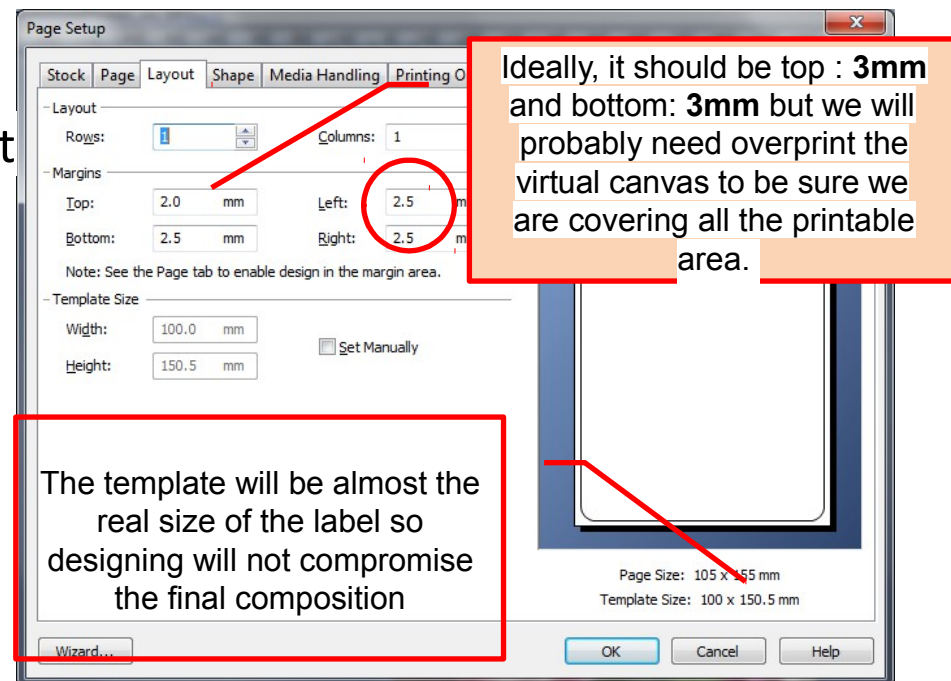 Page Setup
x
Stock Page Layout Shape Media Handling Printing O
Ideally, it should be top : 3mm
and bottom: 3mm but we will
probably need overprint the
virtual canvas to be sure we
are covering all the printable
area.
t
Layout
Rows: 1 Columns: 1
Margins
Top: 2.0 mm Left: 2.5 m
Bottom: 2.5 mm Right: 2.5 m
Note: See the Page tab to enable design in the margin area.
Template Size
Width: 100.0 mm
Set Manually
Height: 150.5 mm
The template will be almost the
real size of the label so
designing will not compromise
the final composition
Page Size: 105 x 155 mm
Template Size: 100 x 150.5 mm
Wizard... OK Cancel Help